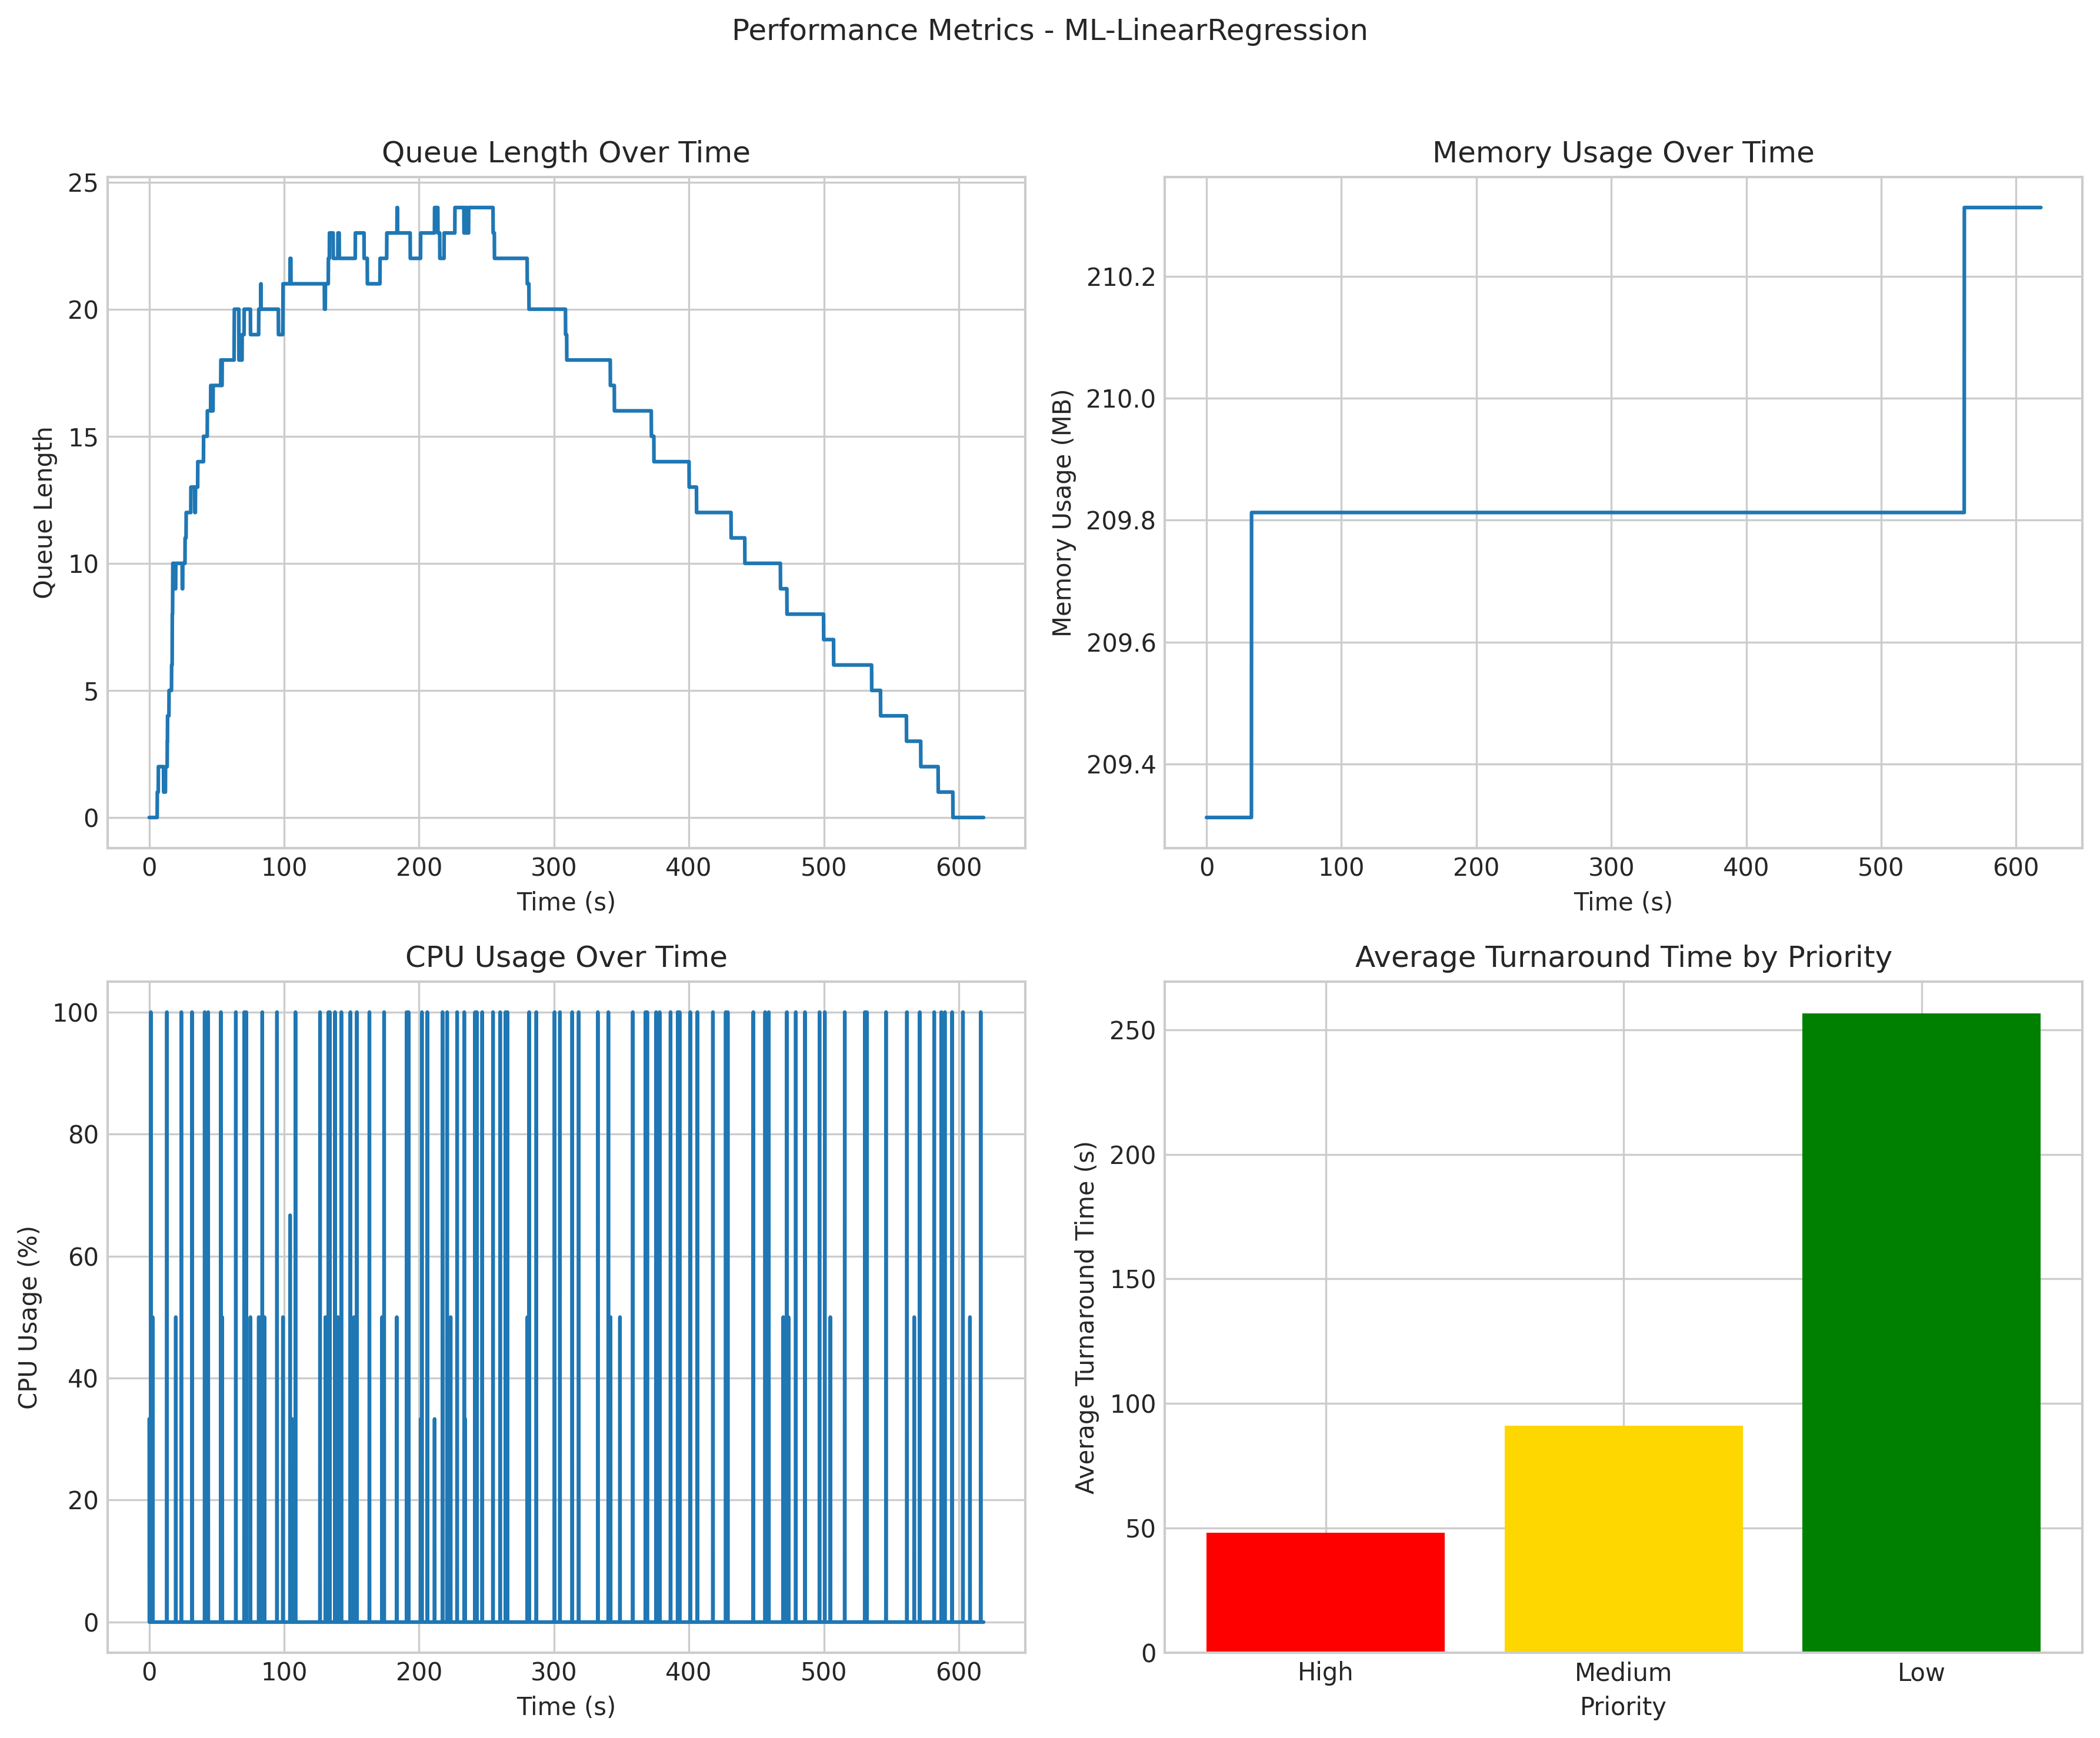 Performance Metrics - ML-LinearRegression
Queue Length Over Time
25
20
15
10
5
0
Queue Length
0 100 200 300 400 500 600
Time (s)
Memory Usage Over Time
210.2
210.0
209.8
209.6
209.4
Memory Usage (MB)
0 100 200 300 400 500 600
Time (s)
CPU Usage Over Time
100
80
60
40
20
0
CPU Usage (%)
0 100 200 300 400 500 600
Time (s)
Average Turnaround Time by Priority
250
200
150
100
50
0
Average Turnaround Time (s)
High Medium Low
Priority